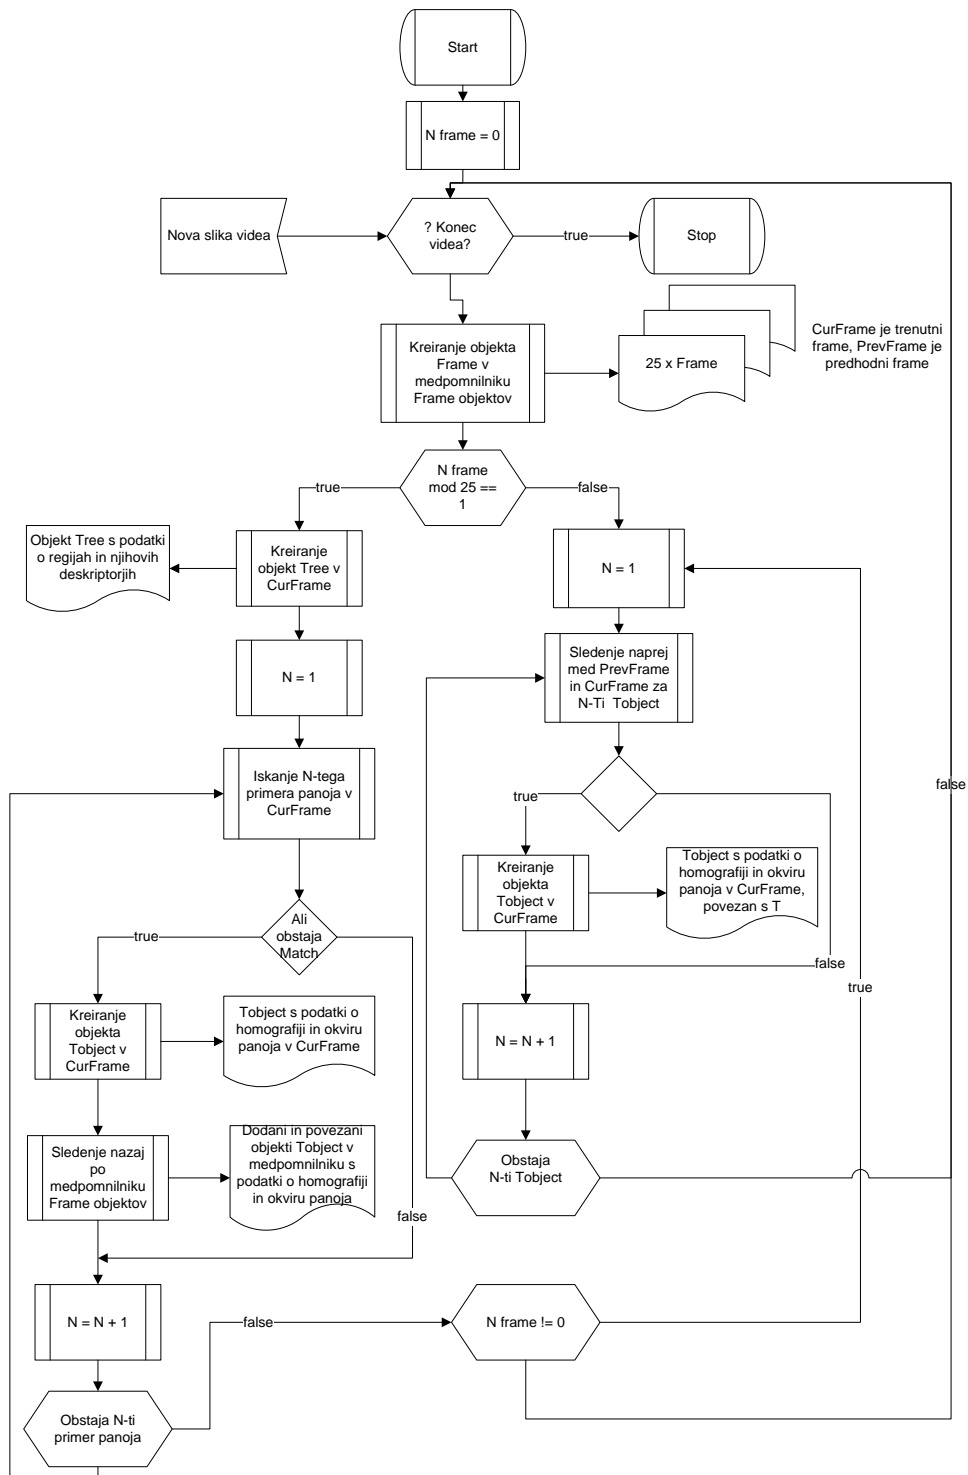 Start
N frame = 0
Nova slika videa
? Konec
videa?
true
Stop
Kreiranje objekta
Frame v
medpomnilniku
Frame objektov
25 x Frame
CurFrame je trenutni
frame, PrevFrame je
predhodni frame
N frame
mod 25 ==
1
true
false
Objekt Tree s podatki
o regijah in njihovih
deskriptorjih
Kreiranje
objekt Tree v
CurFrame
N = 1
N = 1
Sledenje naprej
med PrevFrame
in CurFrame za
N-Ti Tobject
Iskanje N-tega
primera panoja v
CurFrame
true
false
Kreiranje
objekta
Tobject v
CurFrame
Tobject s podatki o
homografiji in okviru
panoja v CurFrame,
povezan s T
false
true
Ali
obstaja
Match
true
Kreiranje
objekta
Tobject v
CurFrame
Tobject s podatki o
homografiji in okviru
panoja v CurFrame
N = N + 1
Sledenje nazaj
po
medpomnilniku
Frame objektov
Dodani in povezani
objekti Tobject v
medpomnilniku s
podatki o homografiji
in okviru panoja
Obstaja
N-ti Tobject
false
N = N + 1
false
N frame != 0
Obstaja N-ti
primer panoja